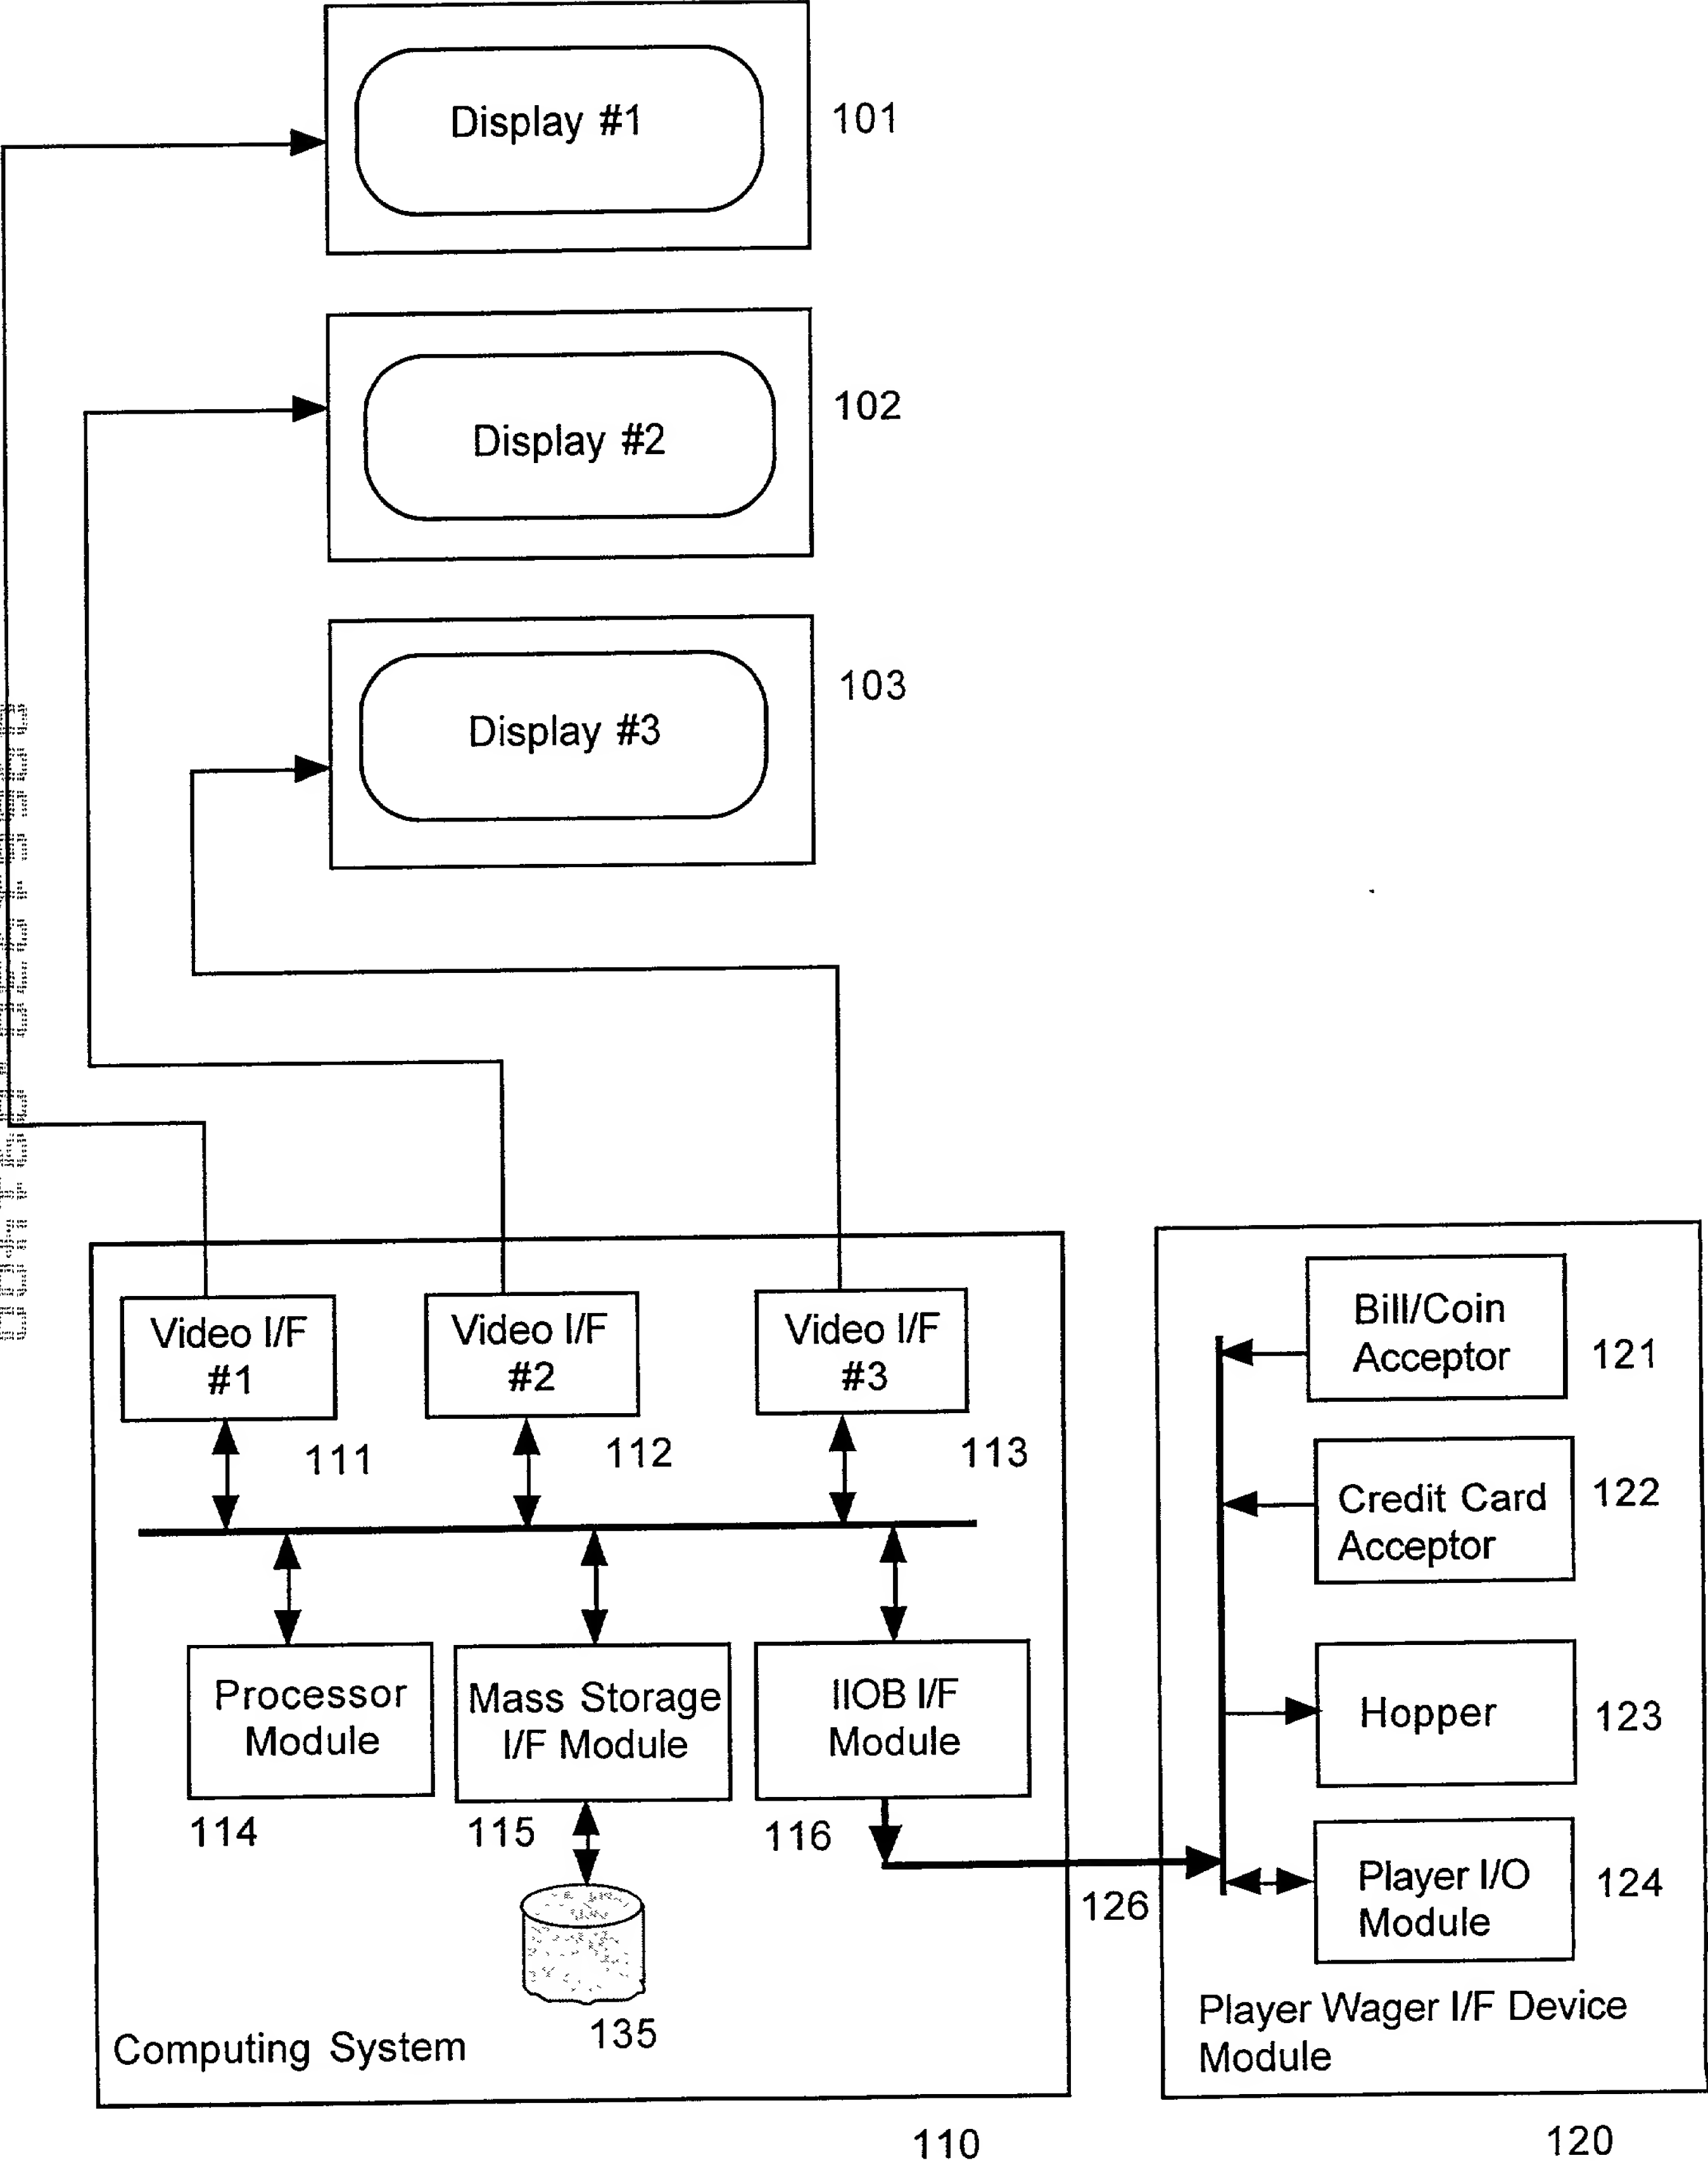 Display #1
101
Display #2
102
Display #3
103
Video I/F
#1
111
Video I/F
#2
112
Video I/F
#3
113
Processor
Module
114
Mass Storage
I/F Module
115
IIOB I/F
Module
116
135
126
Computing System
110
Bill/Coin
Acceptor
121
Credit Card
Acceptor
122
Hopper
123
Player I/O
Module
124
Player Wager I/F Device
Module
120